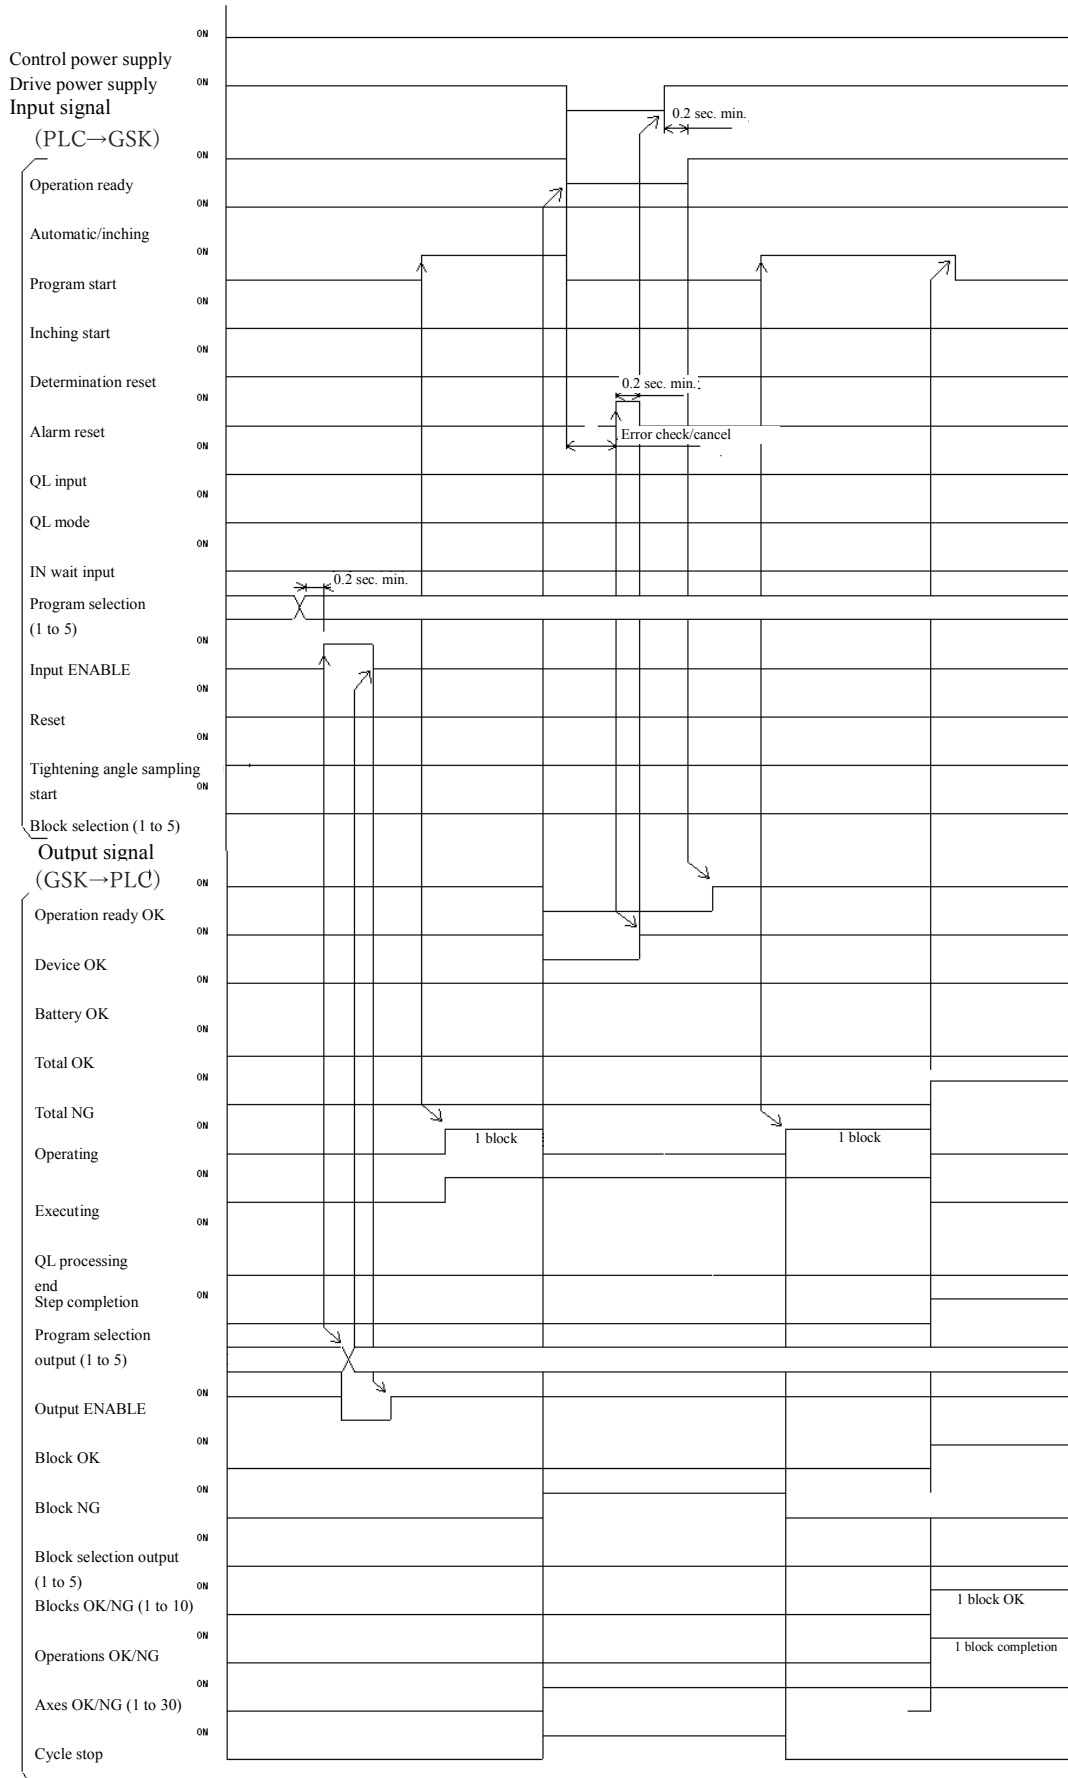 ON
Control power supply
ON
Drive power supply
Input signal
0.2 sec. min.
(PLC→GSK)
ON
Operation ready
ON
Automatic/inching
ON
Program start
ON
Inching start
ON
Determination reset
0.2 sec. min.
ON
Alarm reset
Error check/cancel
ON
QL input
ON
QL mode
ON
IN wait input
0.2 sec. min.
Program selection
(1 to 5)
ON
Input ENABLE
ON
Reset
ON
Tightening angle sampling
start
ON
Block selection (1 to 5)
Output signal
(GSK→PLC)
ON
Operation ready OK
ON
Device OK
ON
Battery OK
ON
Total OK
ON
Total NG
ON
1 block
1 block
Operating
ON
Executing
ON
QL processing
end
Step completion
ON
Program selection
output (1 to 5)
ON
Output ENABLE
ON
Block OK
ON
Block NG
ON
Block selection output
(1 to 5)
ON
Blocks OK/NG (1 to 10)
1 block OK
ON
Operations OK/NG
1 block completion
ON
Axes OK/NG (1 to 30)
ON
Cycle stop